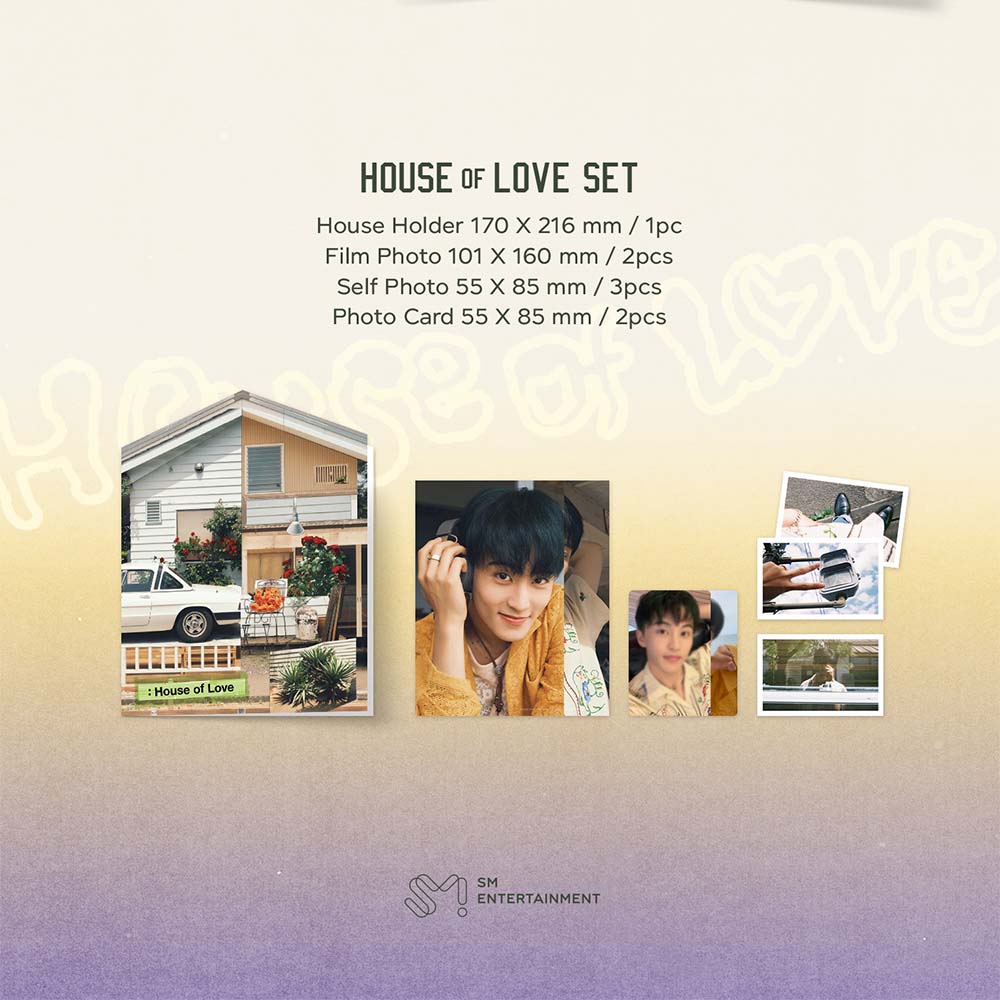 HOUSE OF LOVE SET
House Holder 170 X 216 mm / 1pc
Film Photo 101 X 160 mm / 2pcs
Self Photo 55 X 85 mm / 3pcs
Photo Card 55 X 85 mm / 2pcs
HOUSE OF LOVE
: House of Love
SM
ENTERTAINMENT